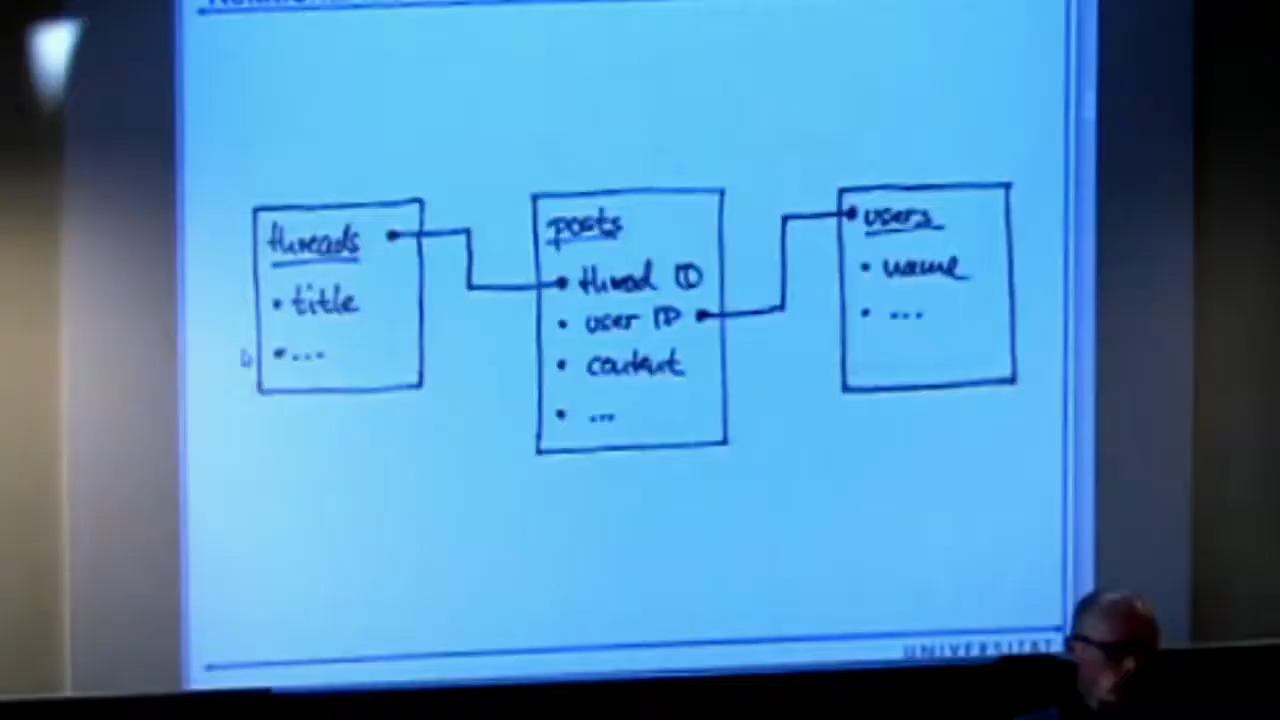 threads
• title
• ...
posts
• thread ID
• user ID
• content
• ...
users
• name
• ...
UNIVERSITÄT